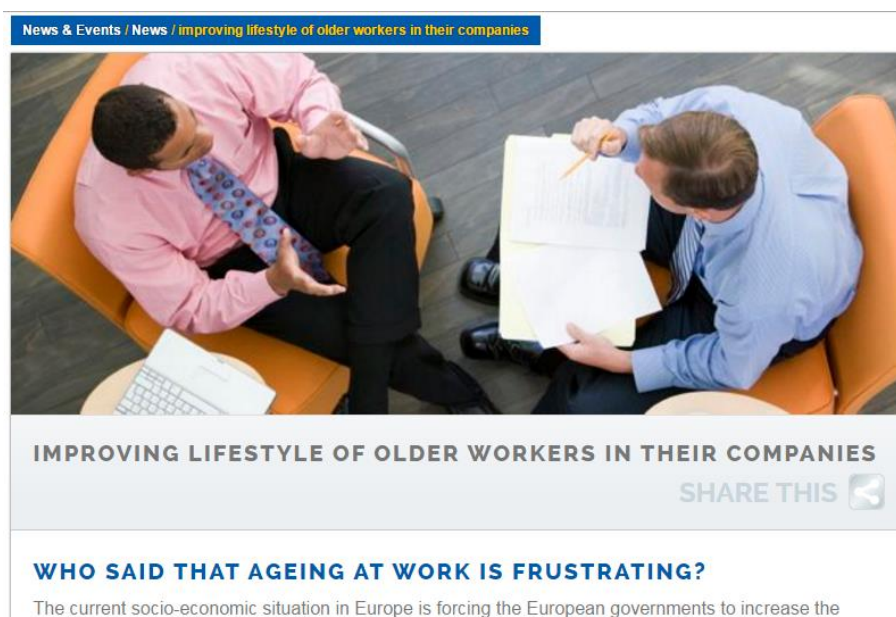 News & Events / News / improving lifestyle of older workers in their companies
IMPROVING LIFESTYLE OF OLDER WORKERS IN THEIR COMPANIES
SHARE THIS
WHO SAID THAT AGEING AT WORK IS FRUSTRATING?
The current socio-economic situation in Europe is forcing the European governments to increase the